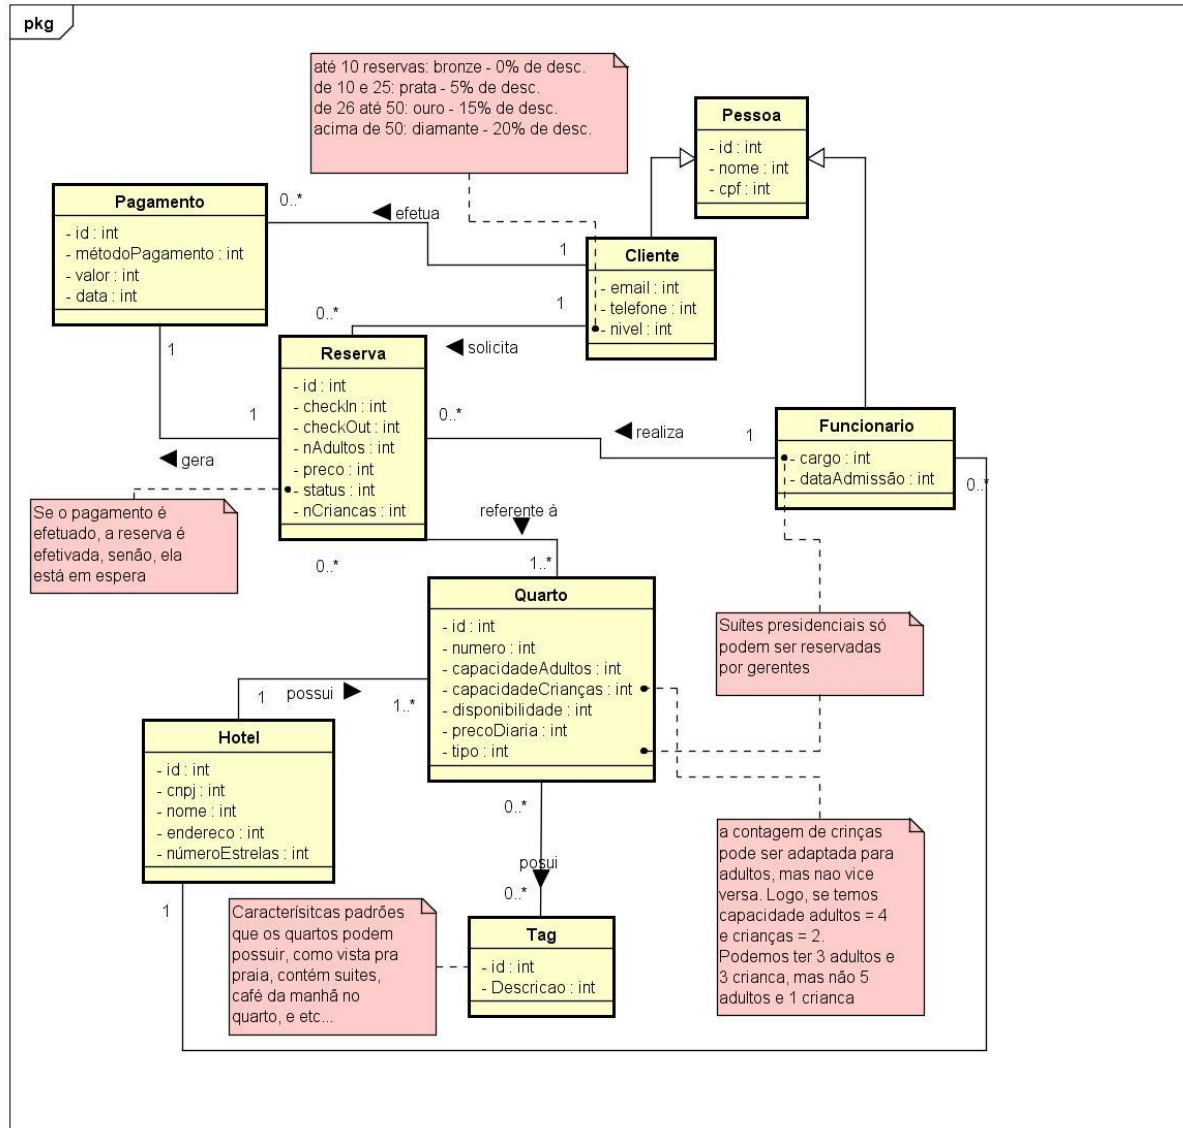 pkg
até 10 reservas: bronze - 0% de desc.
de 10 e 25: prata - 5% de desc.
de 26 até 50: ouro - 15% de desc.
acima de 50: diamante - 20% de desc.
Pessoa
- id : int
- nome : int
- cpf : int
Pagamento
- id : int
- métodoPagamento : int
- valor : int
- data : int
0..*
efetua
1
Cliente
- email : int
- telefone : int
- nivel : int
1
0..*
solicita
1
Reserva
- id : int
- checkIn : int
- checkOut : int
- nAdultos : int
- preco : int
- status : int
- nCriancas : int
1
gera
0..*
realiza
1
Funcionario
- cargo : int
- dataAdmissão : int
0..*
Se o pagamento é
efetuado, a reserva é
efetivada, senão, ela
está em espera
referente à
0..*
1..*
Quarto
- id : int
- numero : int
- capacidadeAdultos : int
- capacidadeCrianças : int
- disponibilidade : int
- precoDiaria : int
- tipo : int
Suítes presidenciais só
podem ser reservadas
por gerentes
1
possui
1..*
Hotel
- id : int
- cnpj : int
- nome : int
- endereco : int
- númeroEstrelas : int
0..*
posui
0..*
a contagem de crinças
pode ser adaptada para
adultos, mas nao vice
versa. Logo, se temos
capacidade adultos = 4
e crianças = 2.
Podemos ter 3 adultos e
3 crianca, mas não 5
adultos e 1 crianca
1
Caracterísitcas padrões
que os quartos podem
possuir, como vista pra
praia, contém suites,
café da manhã no
quarto, e etc...
Tag
- id : int
- Descricao : int